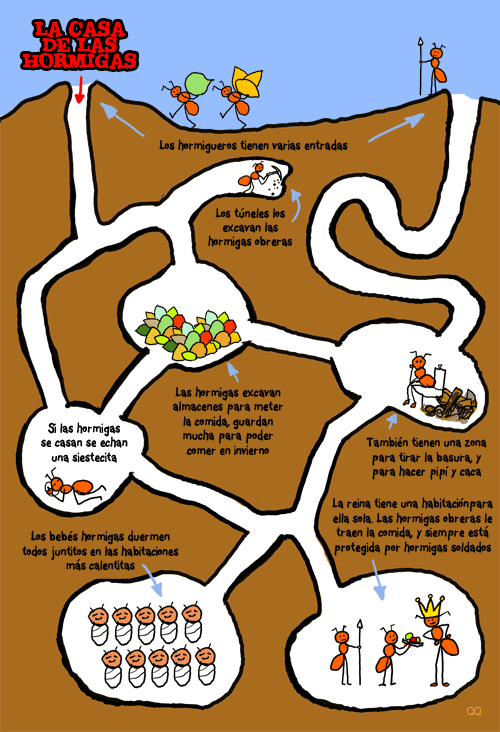 LA CASA
DE LAS
HORMIGAS
Los hormigueros tienen varias entradas
Los túneles los
excavan las
hormigas obreras
Las hormigas excavan
almacenes para meter
la comida, guardan
mucha para poder
comer en invierno
Si las hormigas
se casan se echan
una siestecita
También tienen una zona
para tirar la basura, y
para hacer pipí y caca
Los bebés hormigas duermen
todos juntitos en las habitaciones
más calentitas
La reina tiene una habitación para
ella sola. Las hormigas obreras le
traen la comida, y siempre está
protegida por hormigas soldados